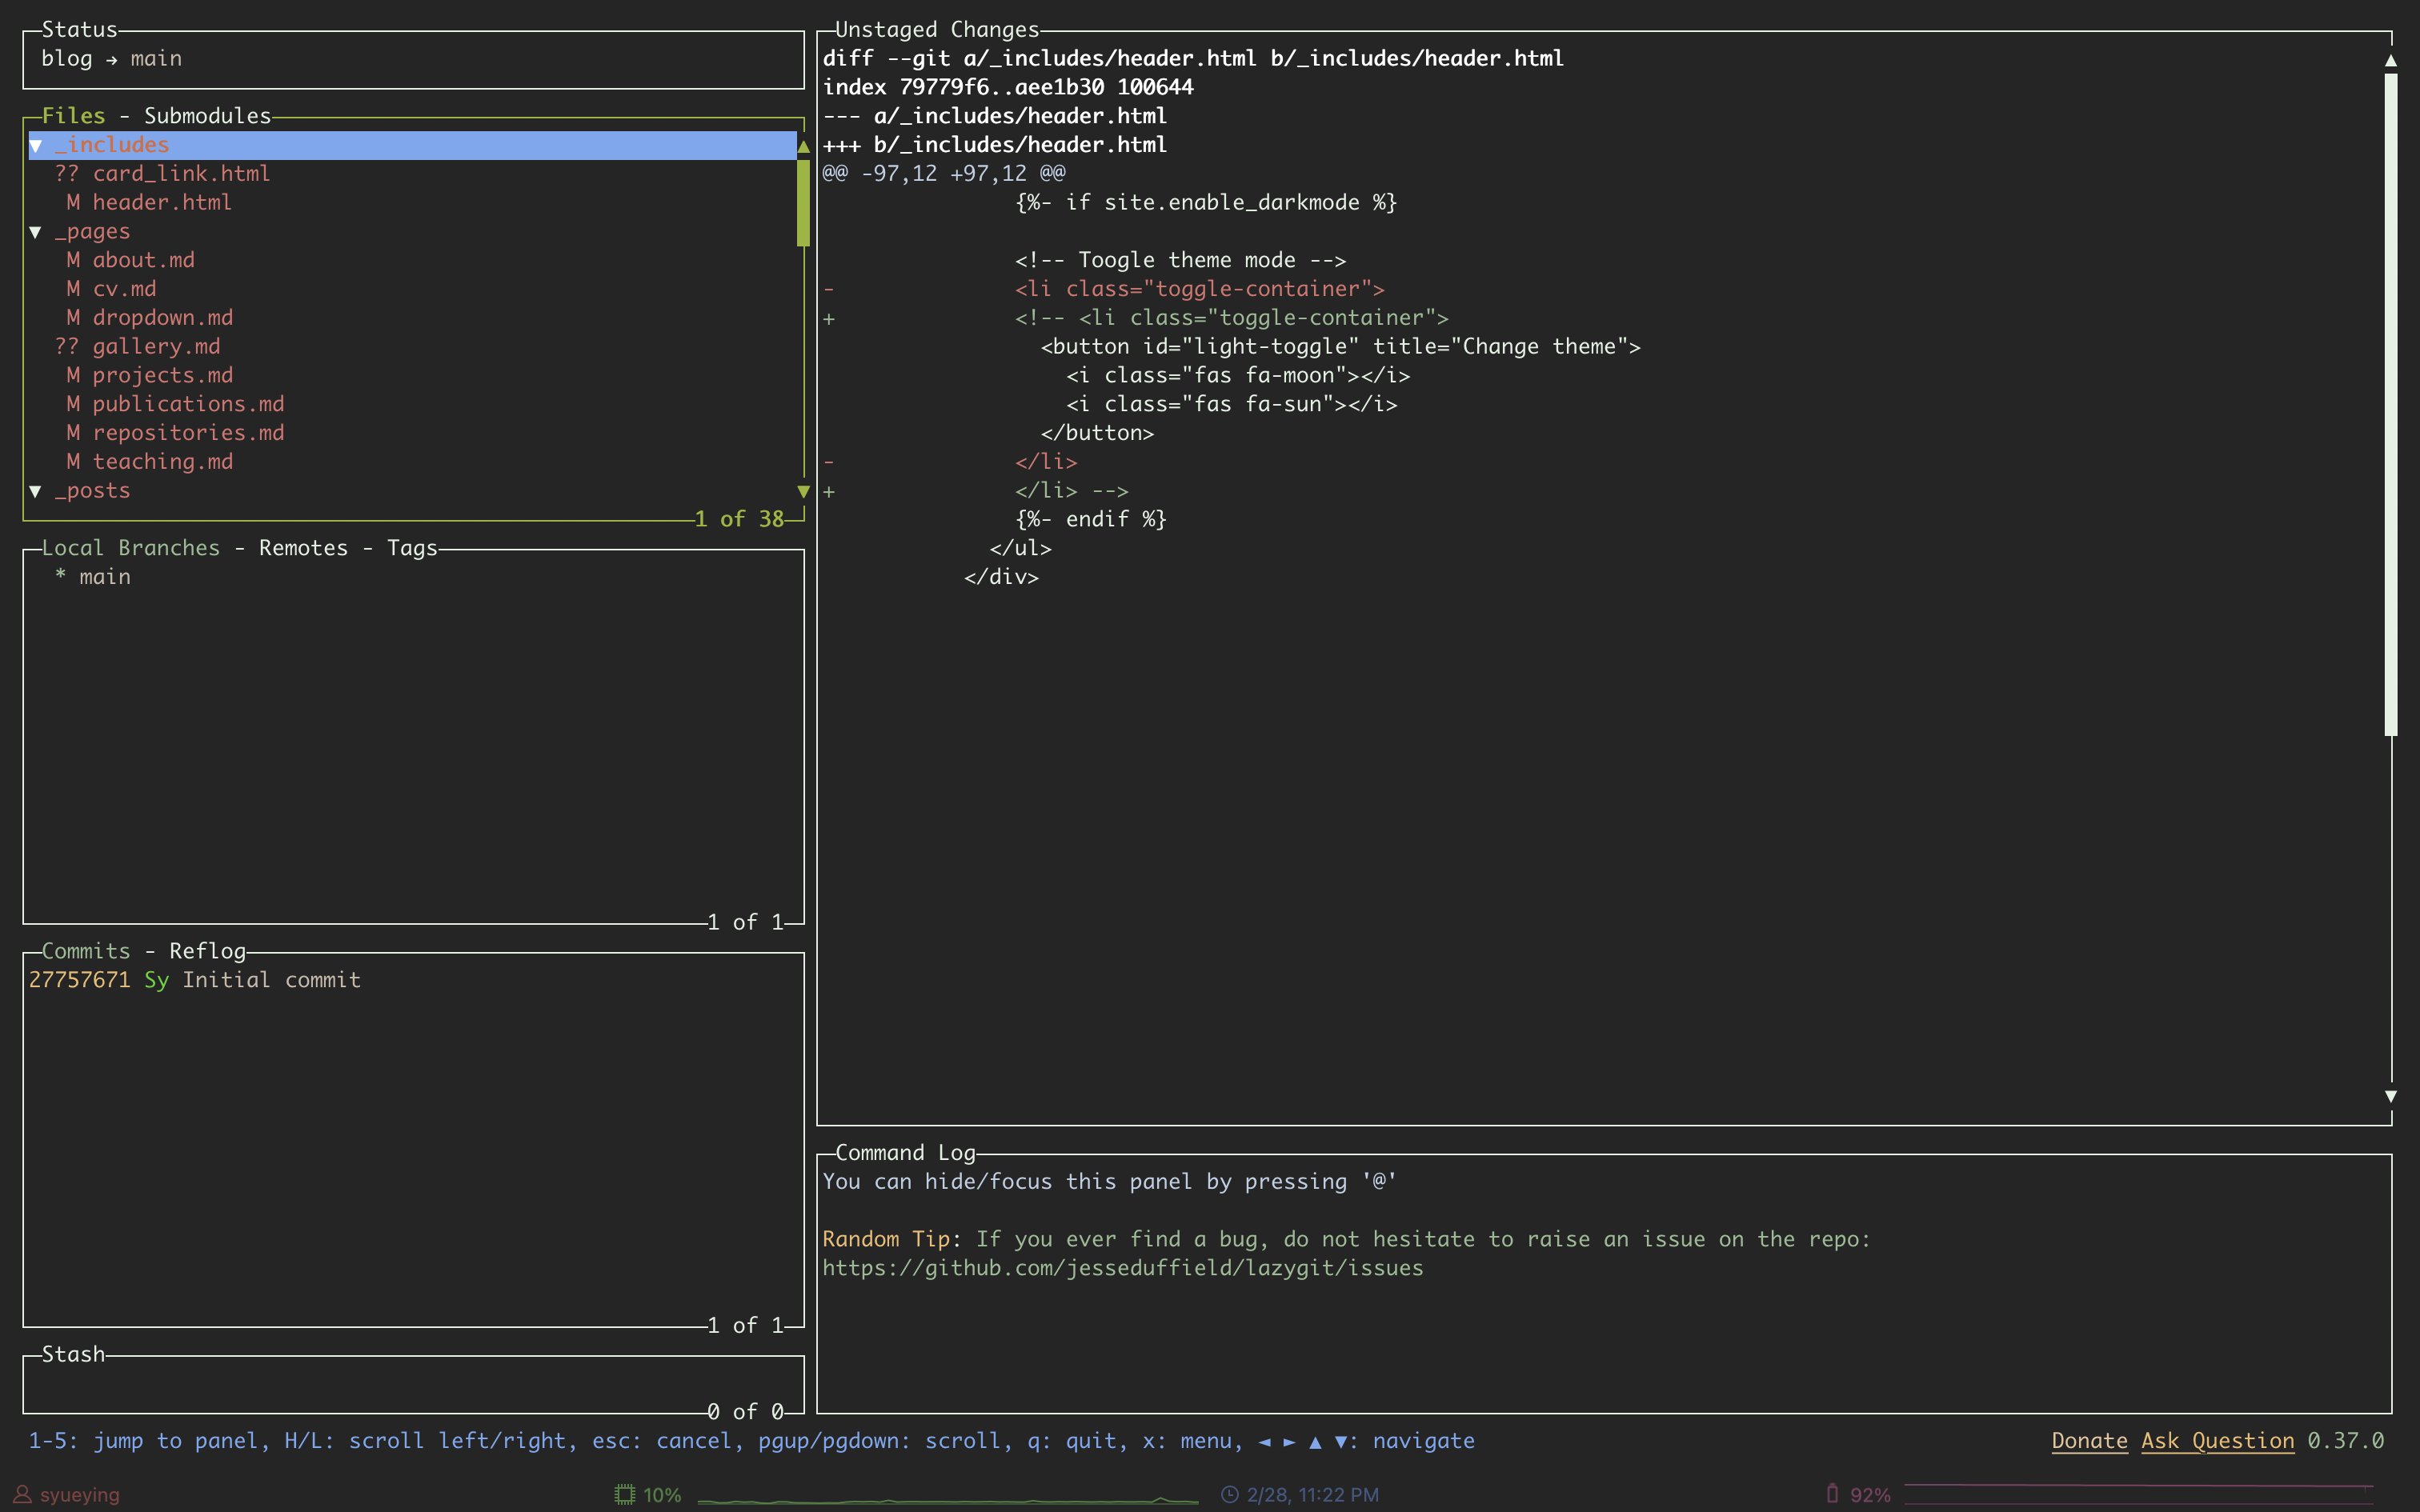 Status
blog → main
Files - Submodules
▼ _includes
?? card_link.html
M header.html
▼ _pages
M about.md
M cv.md
M dropdown.md
?? gallery.md
M projects.md
M publications.md
M repositories.md
M teaching.md
▼ _posts
1 of 38
Local Branches - Remotes - Tags
* main
1 of 1
Commits - Reflog
27757671 Sy Initial commit
1 of 1
Stash
0 of 0
Unstaged Changes
diff --git a/_includes/header.html b/_includes/header.html
index 79779f6..aee1b30 100644
--- a/_includes/header.html
+++ b/_includes/header.html
@@ -97,12 +97,12 @@
{%- if site.enable_darkmode %}
<!-- Toogle theme mode -->
- <li class="toggle-container">
+ <!-- <li class="toggle-container">
<button id="light-toggle" title="Change theme">
<i class="fas fa-moon"></i>
<i class="fas fa-sun"></i>
</button>
- </li>
+ </li> -->
{%- endif %}
</ul>
</div>
Command Log
You can hide/focus this panel by pressing '@'
Random Tip: If you ever find a bug, do not hesitate to raise an issue on the repo:
https://github.com/jesseduffield/lazygit/issues
1-5: jump to panel, H/L: scroll left/right, esc: cancel, pgup/pgdown: scroll, q: quit, x: menu, ◄ ► ▲ ▼: navigate
Donate Ask Question 0.37.0
syueying
10%
2/28, 11:22 PM
92%